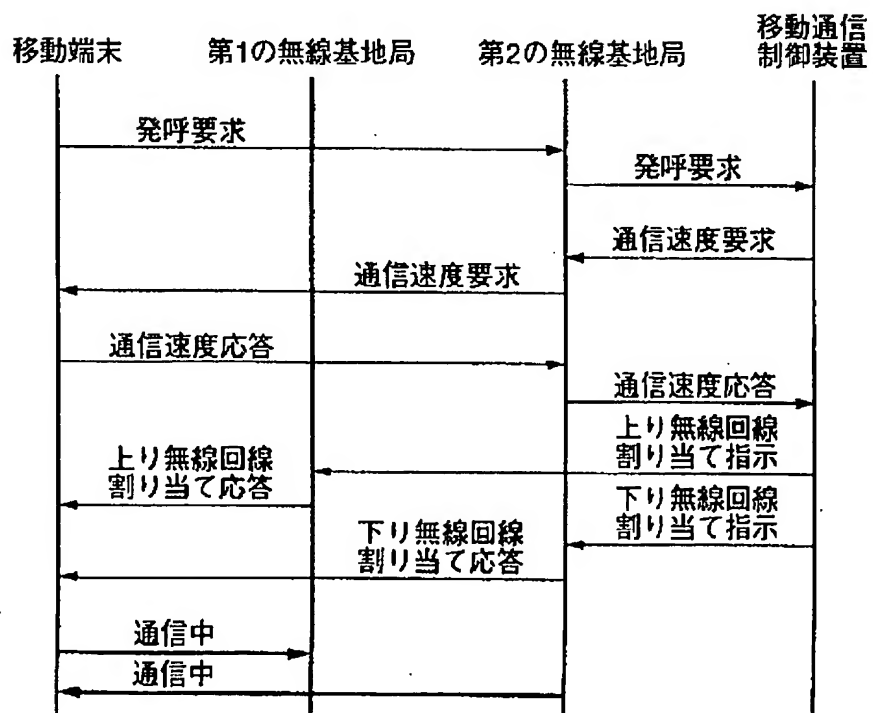 移動端末
第1の無線基地局
第2の無線基地局
移動通信
制御装置
発呼要求
発呼要求
通信速度要求
通信速度要求
通信速度応答
通信速度応答
上り無線回線
割り当て指示
上り無線回線
割り当て応答
下り無線回線
割り当て指示
下り無線回線
割り当て応答
通信中
通信中